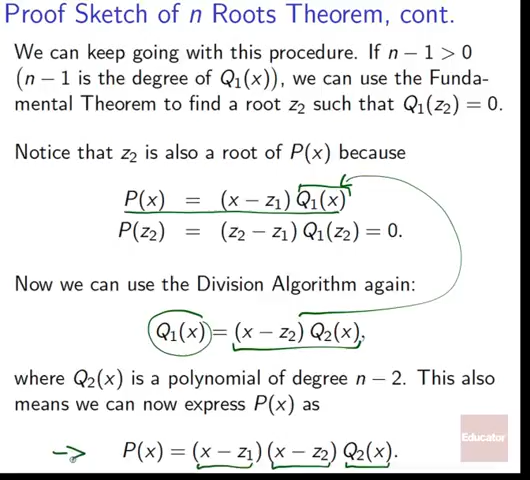 Proof Sketch of n Roots Theorem, cont.
We can keep going with this procedure. If n − 1 > 0
(n − 1 is the degree of Q₁(x)), we can use the Funda-
mental Theorem to find a root z₂ such that Q₁(z₂) = 0.
Notice that z₂ is also a root of P(x) because
P(x) = (x − z₁) Q₁(x)
P(z₂) = (z₂ − z₁) Q₁(z₂) = 0.
Now we can use the Division Algorithm again:
Q₁(x) = (x − z₂) Q₂(x),
where Q₂(x) is a polynomial of degree n − 2. This also
means we can now express P(x) as
P(x) = (x − z₁) (x − z₂) Q₂(x).
Educator